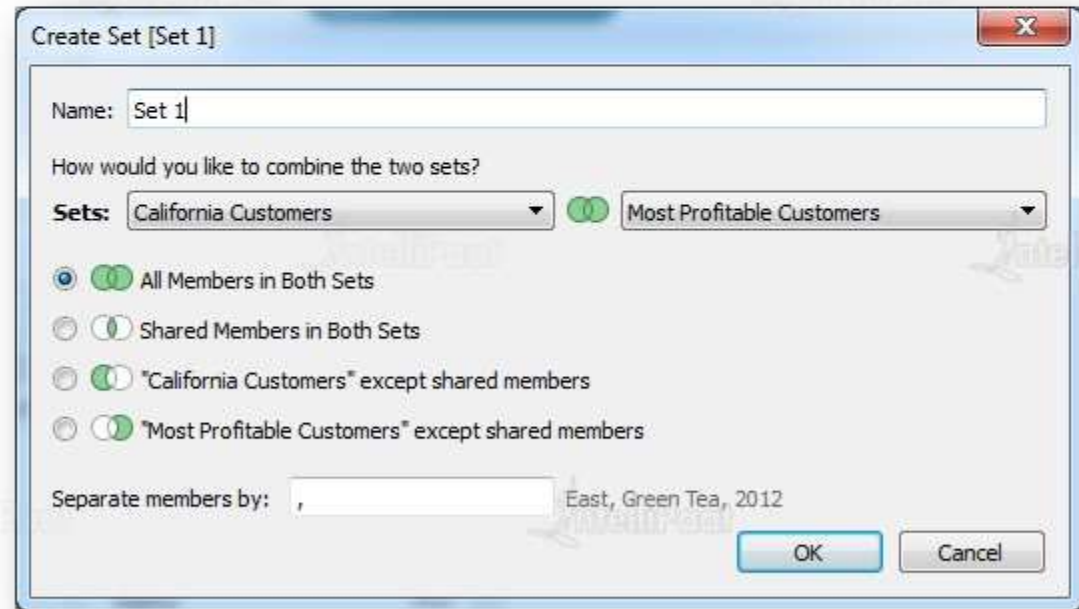 Create Set [Set 1]
Name: Set 1
How would you like to combine the two sets?
Sets: California Customers Most Profitable Customers
All Members in Both Sets
Shared Members in Both Sets
"California Customers" except shared members
"Most Profitable Customers" except shared members
Separate members by: , East, Green Tea, 2012
OK Cancel